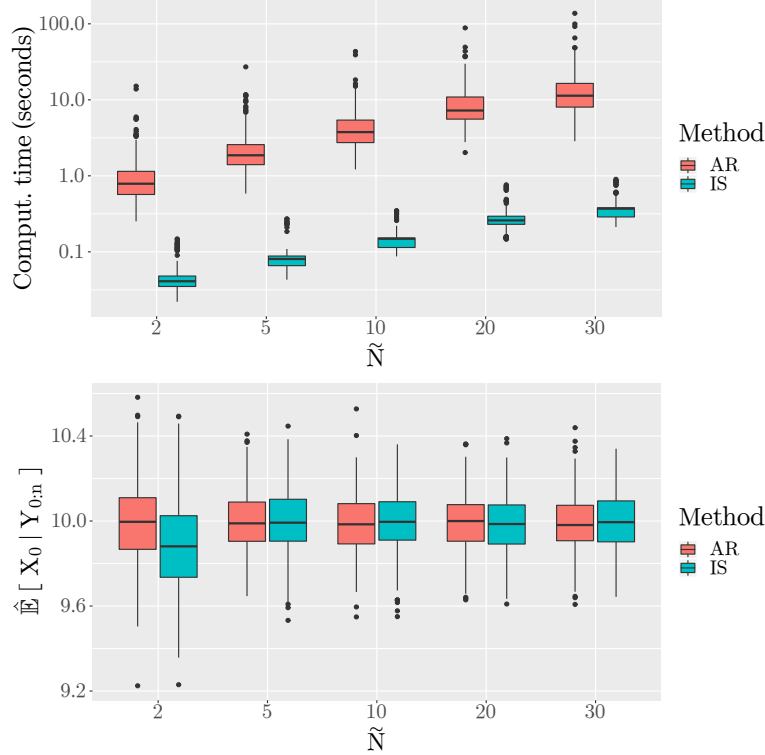 Comput. time (seconds)
100.0
10.0
1.0
0.1
2 5 10 20 30
Ñ
Method
AR
IS
𝔼̂ [ X₀ | Y₀:ₙ ]
10.4
10.0
9.6
9.2
2 5 10 20 30
Ñ
Method
AR
IS